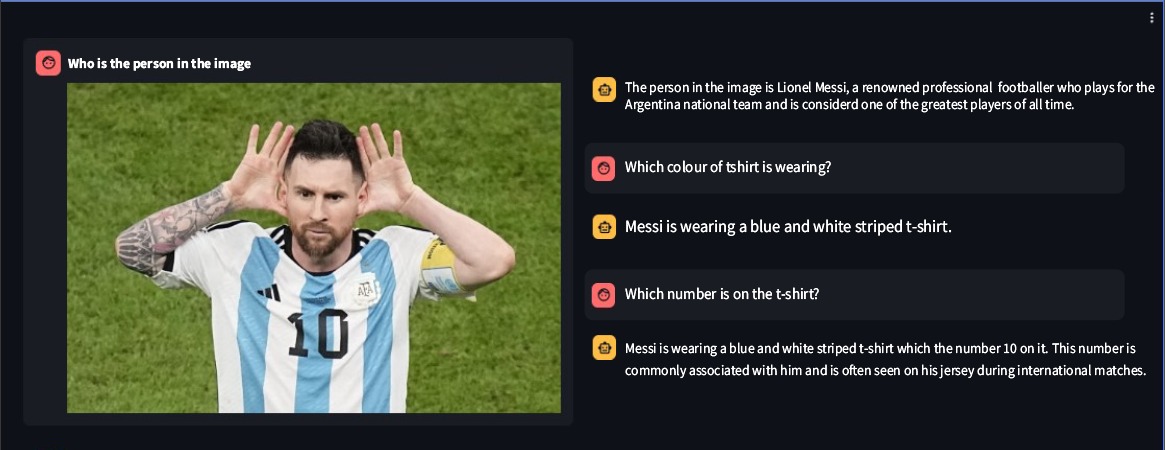 Who is the person in the image
The person in the image is Lionel Messi, a renowned professional footballer who plays for the
Argentina national team and is considerd one of the greatest players of all time.
Which colour of tshirt is wearing?
Messi is wearing a blue and white striped t-shirt.
Which number is on the t-shirt?
Messi is wearing a blue and white striped t-shirt which the number 10 on it. This number is
commonly associated with him and is often seen on his jersey during international matches.
AFA
10